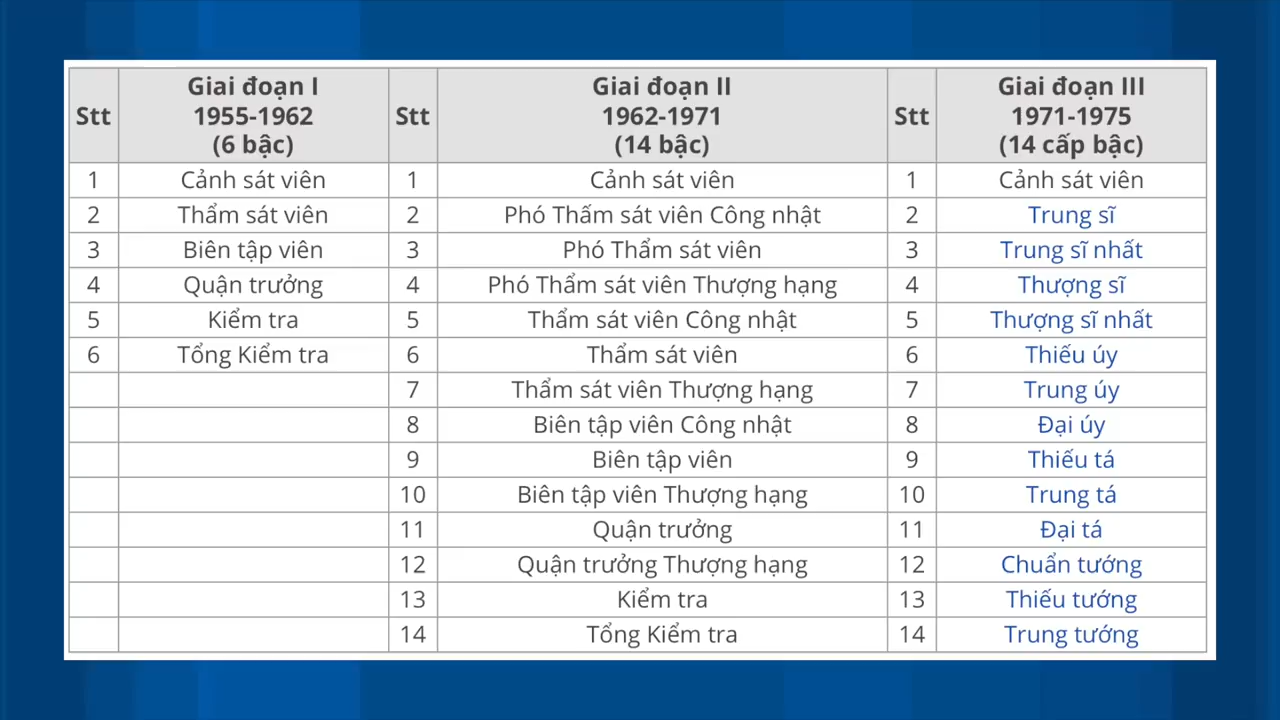 Stt Giai đoạn I 1955-1962 (6 bậc) Stt Giai đoạn II 1962-1971 (14 bậc) Stt Giai đoạn III 1971-1975 (14 cấp bậc)
1 Cảnh sát viên 1 Cảnh sát viên 1 Cảnh sát viên
2 Thẩm sát viên 2 Phó Thấm sát viên Công nhật 2 Trung sĩ
3 Biên tập viên 3 Phó Thẩm sát viên 3 Trung sĩ nhất
4 Quận trưởng 4 Phó Thẩm sát viên Thượng hạng 4 Thượng sĩ
5 Kiểm tra 5 Thẩm sát viên Công nhật 5 Thượng sĩ nhất
6 Tổng Kiểm tra 6 Thẩm sát viên 6 Thiếu úy
7 Thẩm sát viên Thượng hạng 7 Trung úy
8 Biên tập viên Công nhật 8 Đại úy
9 Biên tập viên 9 Thiếu tá
10 Biên tập viên Thượng hạng 10 Trung tá
11 Quận trưởng 11 Đại tá
12 Quận trưởng Thượng hạng 12 Chuẩn tướng
13 Kiểm tra 13 Thiếu tướng
14 Tổng Kiểm tra 14 Trung tướng